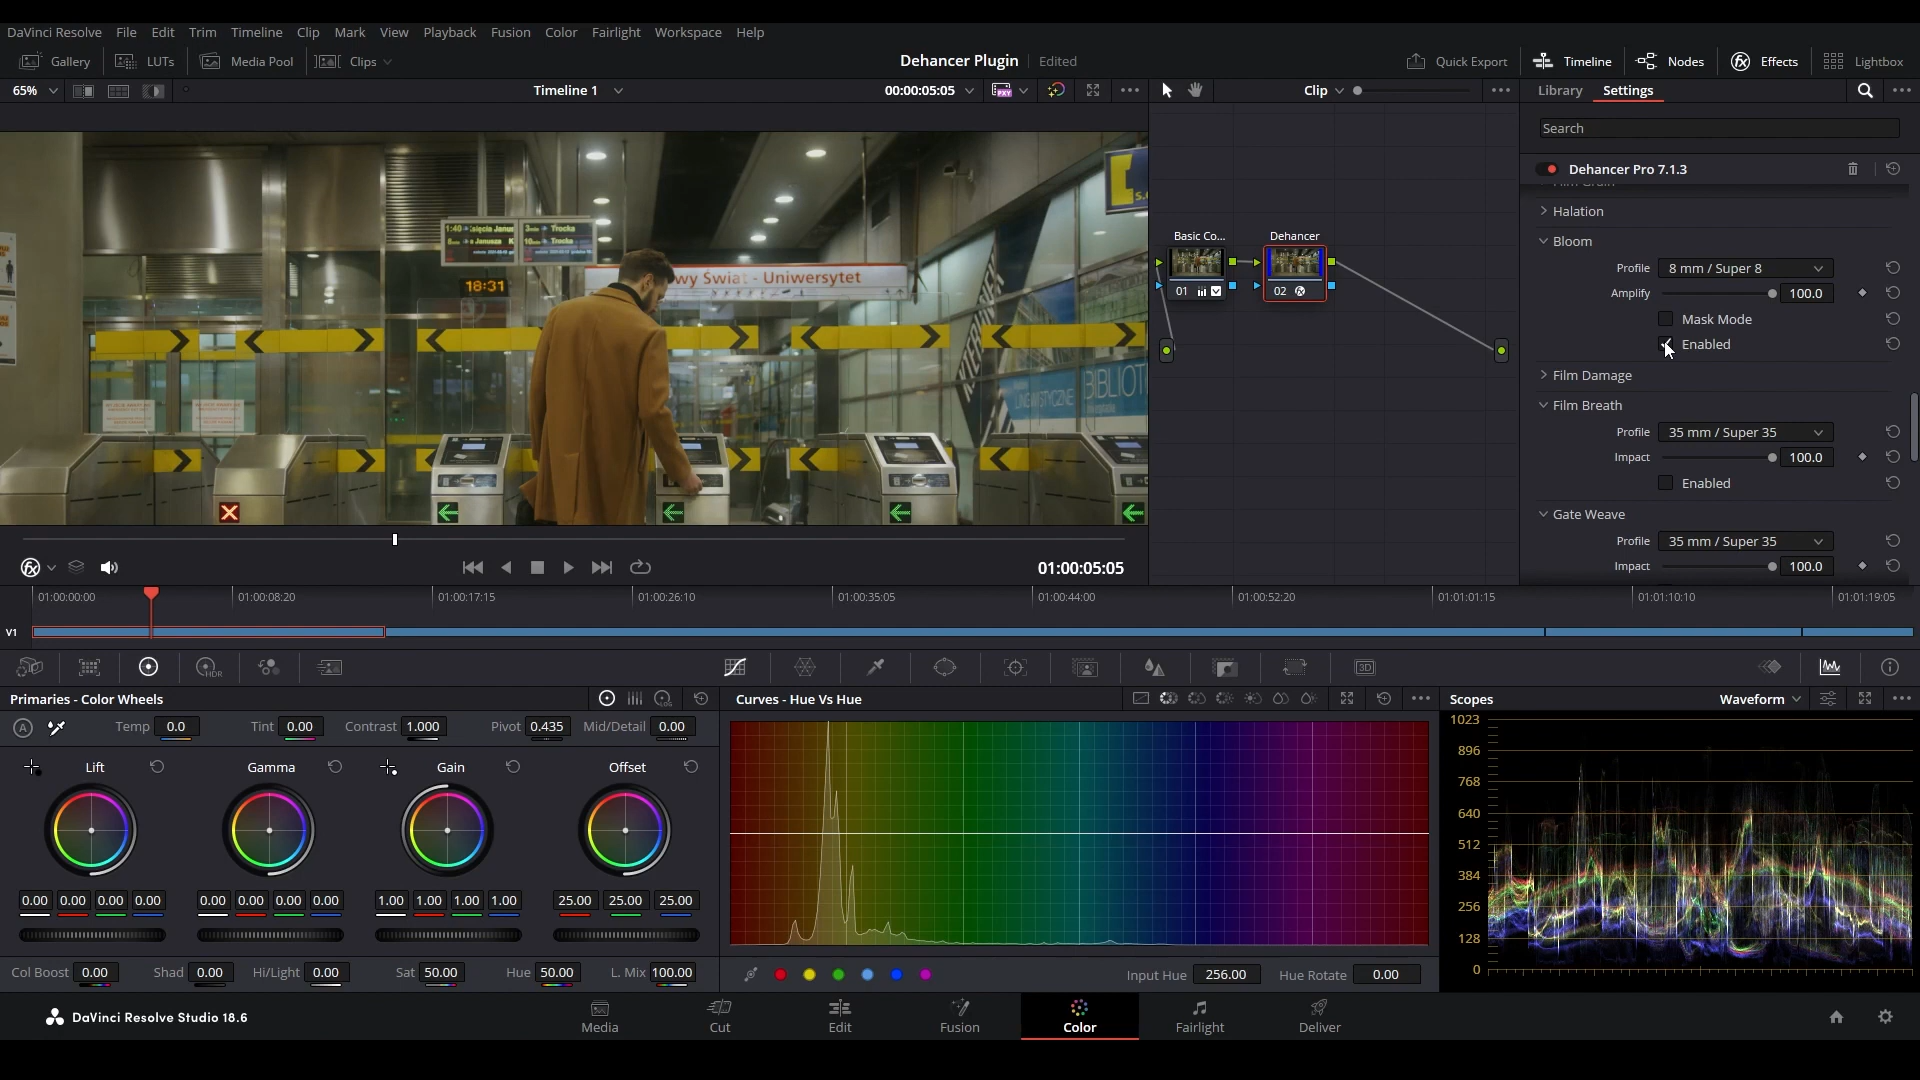 DaVinci Resolve File Edit Trim Timeline Clip Mark View Playback Fusion Color Fairlight Workspace Help
Gallery LUTs Media Pool Clips Dehancer Plugin Edited Quick Export Timeline Nodes Effects Lightbox
65% Timeline 1 00:00:05:05 PXY Clip Library Settings
Search
Dehancer Pro 7.1.3
Film Grain
Halation
Bloom
Profile 8 mm / Super 8
Amplify 100.0
Mask Mode
Enabled
Film Damage
Film Breath
Profile 35 mm / Super 35
Impact 100.0
Enabled
Gate Weave
Profile 35 mm / Super 35
Impact 100.0
Basic Co... Dehancer
01 02
Trocka
Trocka
18:31
wy Świat - Uniwersytet
BIBLIOT
01:00:05:05
01:00:00:00 01:00:08:20 01:00:17:15 01:00:26:10 01:00:35:05 01:00:44:00 01:00:52:20 01:01:01:15 01:01:10:10 01:01:19:05
V1
HDR 3D
Primaries - Color Wheels LOG
A Temp 0.0 Tint 0.00 Contrast 1.000 Pivot 0.435 Mid/Detail 0.00
Lift Gamma Gain Offset
0.00 0.00 0.00 0.00 0.00 0.00 0.00 0.00 1.00 1.00 1.00 1.00 25.00 25.00 25.00
Col Boost 0.00 Shad 0.00 Hi/Light 0.00 Sat 50.00 Hue 50.00 L. Mix 100.00
Curves - Hue Vs Hue
Input Hue 256.00 Hue Rotate 0.00
Scopes Waveform
1023
896
768
640
512
384
256
128
0
DaVinci Resolve Studio 18.6
Media Cut Edit Fusion Color Fairlight Deliver